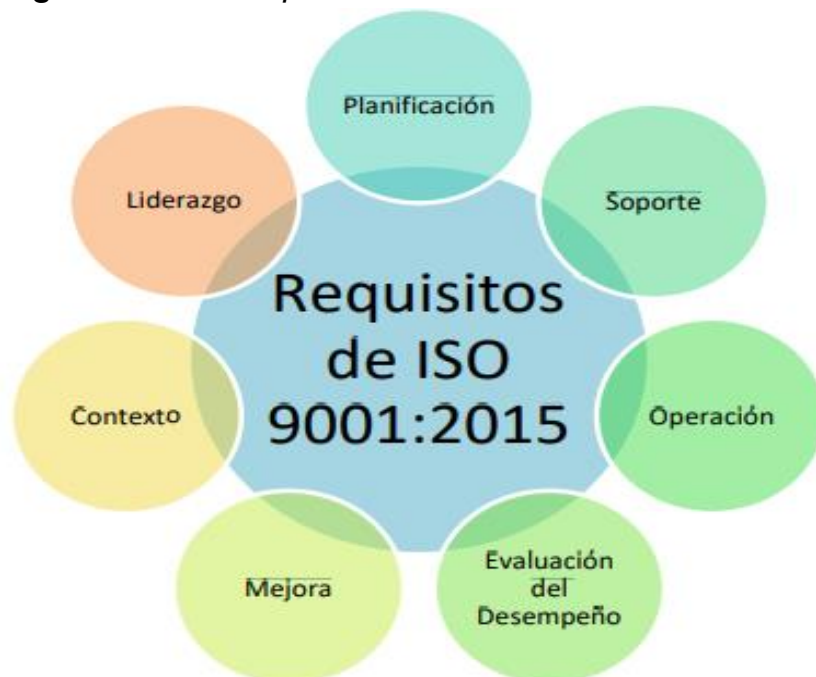 Planificación
Liderazgo
Soporte
Requisitos
de ISO
9001:2015
Contexto
Operación
Mejora
Evaluación
del
Desempeño